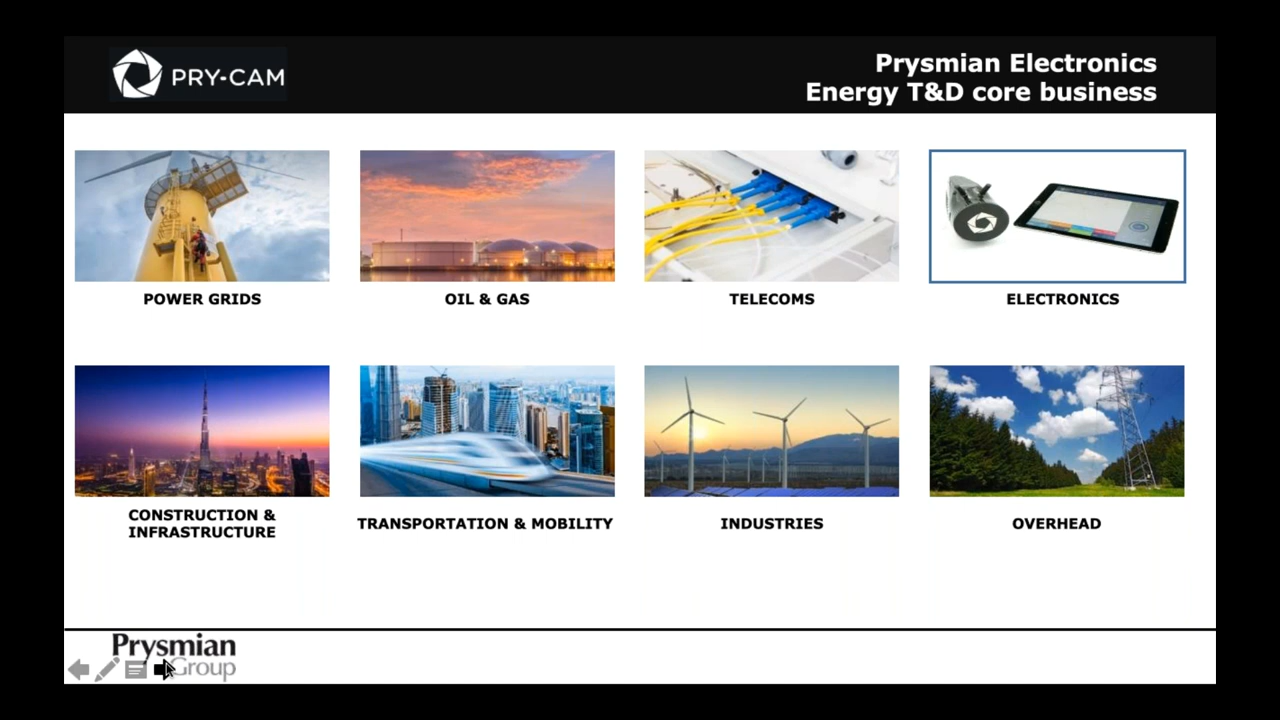 PRY-CAM
Prysmian Electronics
Energy T&D core business
POWER GRIDS
OIL & GAS
TELECOMS
ELECTRONICS
CONSTRUCTION &
INFRASTRUCTURE
TRANSPORTATION & MOBILITY
INDUSTRIES
OVERHEAD
Prysmian
Group